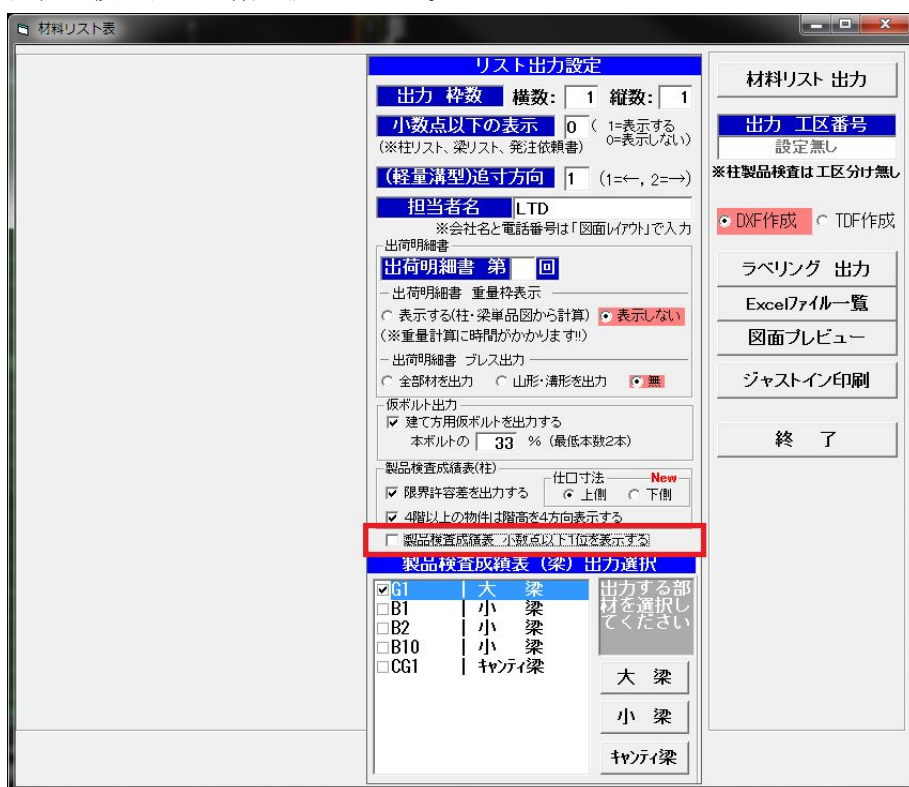 材料リスト表
リスト出力設定
出力 枠数 横数: 1 縦数: 1
小数点以下の表示 0 ( 1=表示する
0=表示しない)
(※柱リスト、梁リスト、発注依頼書)
(軽量溝型)追寸方向 1 (1=←, 2=→)
担当者名 LTD
※会社名と電話番号は「図面レイアウト」で入力
出荷明細書
出荷明細書 第 回
出荷明細書 重量枠表示
表示する(柱・梁単品図から計算) 表示しない
(※重量計算に時間がかかります!!)
出荷明細書 ブレス出力
全部材を出力 山形・溝形を出力 無
仮ボルト出力
建て方用仮ボルトを出力する
本ボルトの 33 % (最低本数2本)
製品検査成績表(柱)
仕口寸法 New
限界許容差を出力する 上側 下側
4階以上の物件は階高を4方向表示する
製品検査成績表 小数点以下1位を表示する
製品検査成績表 (梁) 出力選択
G1 | 大 梁
B1 | 小 梁
B2 | 小 梁
B10 | 小 梁
CG1 | キャンティ梁
出力する部
材を選択し
てください
大 梁
小 梁
キャンティ梁
材料リスト 出力
出力 工区番号
設定無し
※柱製品検査は工区分け無し
DXF作成 TDF作成
ラベリング 出力
Excelファイル一覧
図面プレビュー
ジャストイン印刷
終 了